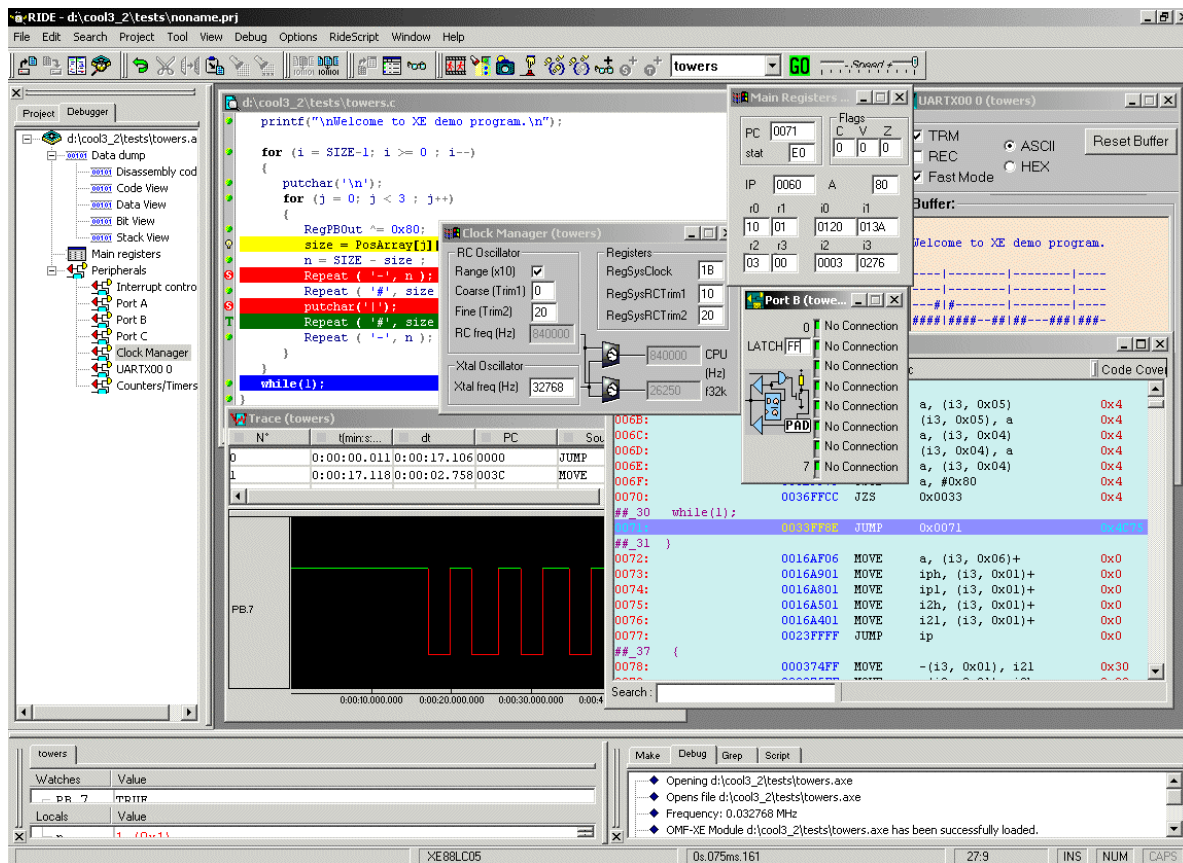 RIDE - d:\cool3_2\tests\noname.prj
File Edit Search Project Tool View Debug Options RideScript Window Help
towers GO - Speed +
Project Debugger
d:\cool3_2\tests\towers.a
Data dump
Disassembly cod
Code View
Data View
Bit View
Stack View
Main registers
Peripherals
Interrupt contro
Port A
Port B
Port C
Clock Manager
UARTX00 0
Counters/Timers
d:\cool3_2\tests\towers.c
printf("\nWelcome to XE demo program.\n");
for (i = SIZE-1; i >= 0 ; i--)
{
putchar('\n');
for (j = 0; j < 3 ; j++)
{
RegPBOut ^= 0x80;
size = PosArray[j]
n = SIZE - size ;
Repeat ( '-', n );
Repeat ( '#', size
putchar('|');
Repeat ( '#', size
Repeat ( '-', n );
}
}
while(1);
}
Clock Manager (towers)
RC Oscillator
Range (x10)
Coarse (Trim1) 0
Fine (Trim2) 20
RC freq (Hz) 840000
Xtal Oscillator
Xtal freq (Hz) 32768
Registers
RegSysClock 1B
RegSysRCTrim1 10
RegSysRCTrim2 20
840000 CPU
(Hz)
26250 f32k
Main Registers ...
PC 0071
stat E0
Flags
C V Z
0 0 0
IP 0060 A 80
r0 r1 i0 i1
10 01 0120 013A
r2 r3 i2 i3
03 00 0003 0276
UARTX00 0 (towers)
TRM
REC
Fast Mode
ASCII
HEX
Reset Buffer
Buffer:
Welcome to XE demo program.
----|-------|-------|----
----|-------|-------|----
---#|#------|-------|----
####|####--##|##---###|###-
Port B (towe...
0 No Connection
LATCH FF No Connection
No Connection
No Connection
No Connection
No Connection
No Connection
PAD
7 No Connection
Trace (towers)
N° t(min:s:... dt PC Sou
0 0:00:00.011 0:00:17.106 0000 JUMP
1 0:00:17.118 0:00:02.758 003C MOVE
PB.7
0:00:10.000.000 0:00:20.000.000 0:00:30.000.000 0:00:4
c Code Cover
a, (i3, 0x05) 0x4
006B: (i3, 0x05), a 0x4
006C: a, (i3, 0x04) 0x4
006D: (i3, 0x04), a 0x4
006E: a, (i3, 0x04) 0x4
006F: a, #0x80 0x4
0070: 0036FFCC JZS 0x0033 0x4
##_30 while(1);
0071: 0033FF8E JUMP 0x0071 0x4C75
##_31 }
0072: 0016AF06 MOVE a, (i3, 0x06)+ 0x0
0073: 0016A901 MOVE iph, (i3, 0x01)+ 0x0
0074: 0016A801 MOVE ipl, (i3, 0x01)+ 0x0
0075: 0016A501 MOVE i2h, (i3, 0x01)+ 0x0
0076: 0016A401 MOVE i2l, (i3, 0x01)+ 0x0
0077: 0023FFFF JUMP ip 0x0
##_37 {
0078: 000374FF MOVE -(i3, 0x01), i2l 0x30
Search :
towers
Watches Value
PB.7 TRUE
Locals Value
n 1 (0x1)
Make Debug Grep Script
Opening d:\cool3_2\tests\towers.axe
Opens file d:\cool3_2\tests\towers.axe
Frequency: 0.032768 MHz
OMF-XE Module d:\cool3_2\tests\towers.axe has been successfully loaded.
XE88LC05 0s.075ms.161 27:9 INS NUM CAPS